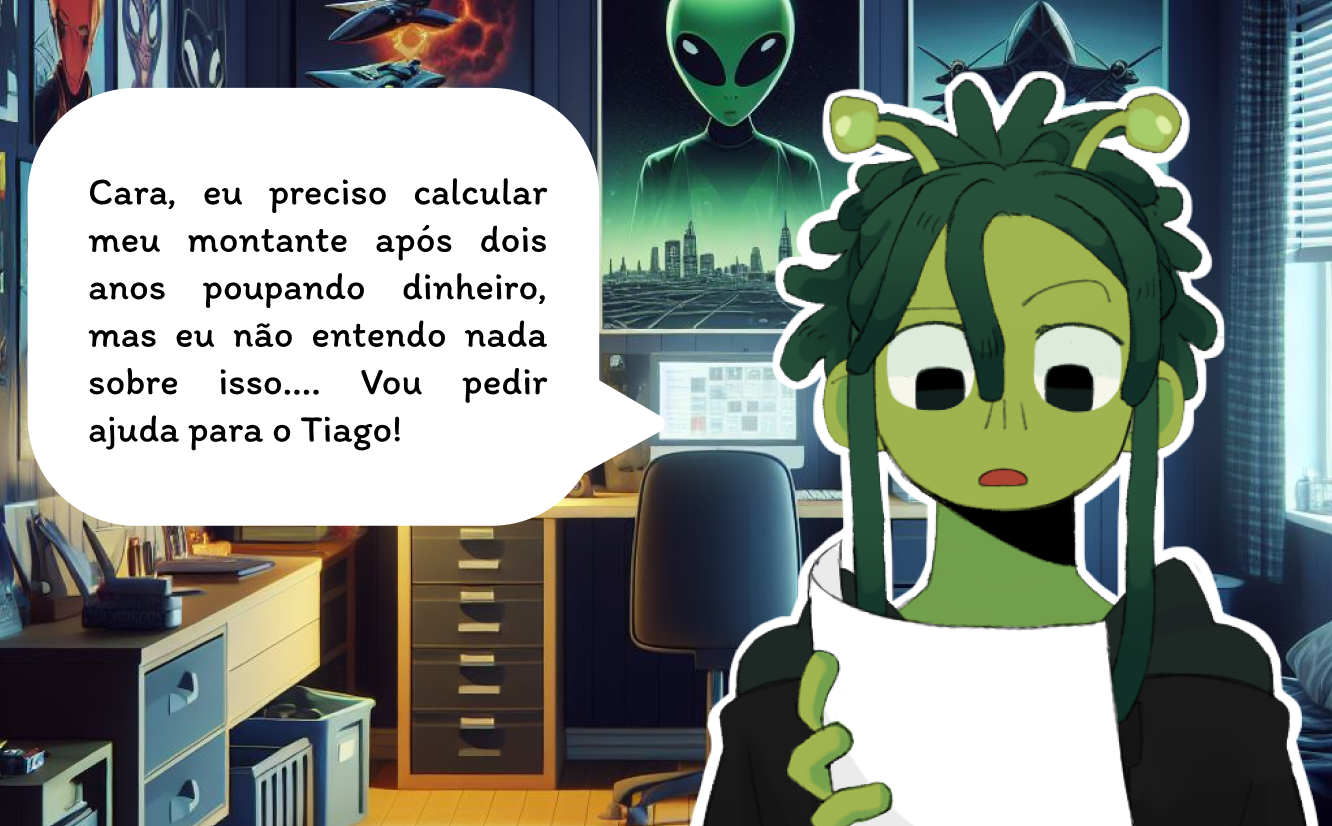 Cara, eu preciso calcular
meu montante após dois
anos poupando dinheiro,
mas eu não entendo nada
sobre isso.... Vou pedir
ajuda para o Tiago!